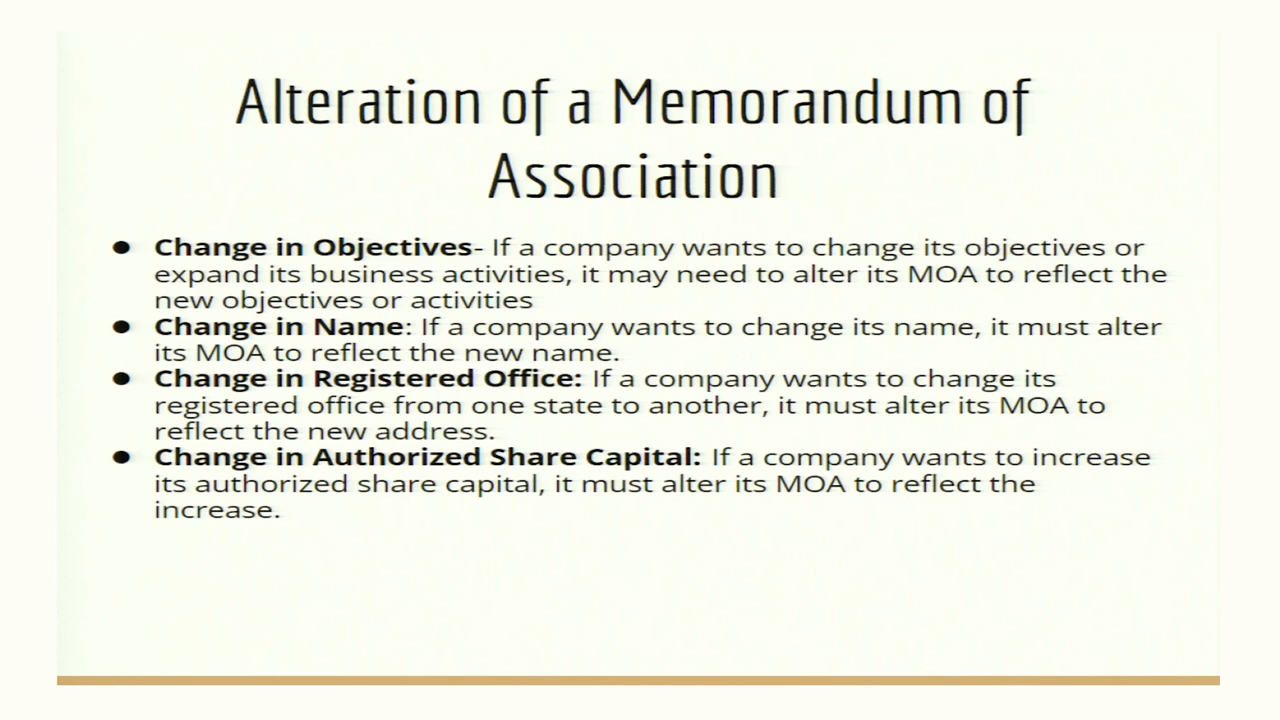 Alteration of a Memorandum of
Association
● Change in Objectives- If a company wants to change its objectives or
expand its business activities, it may need to alter its MOA to reflect the
new objectives or activities
● Change in Name: If a company wants to change its name, it must alter
its MOA to reflect the new name.
● Change in Registered Office: If a company wants to change its
registered office from one state to another, it must alter its MOA to
reflect the new address.
● Change in Authorized Share Capital: If a company wants to increase
its authorized share capital, it must alter its MOA to reflect the
increase.